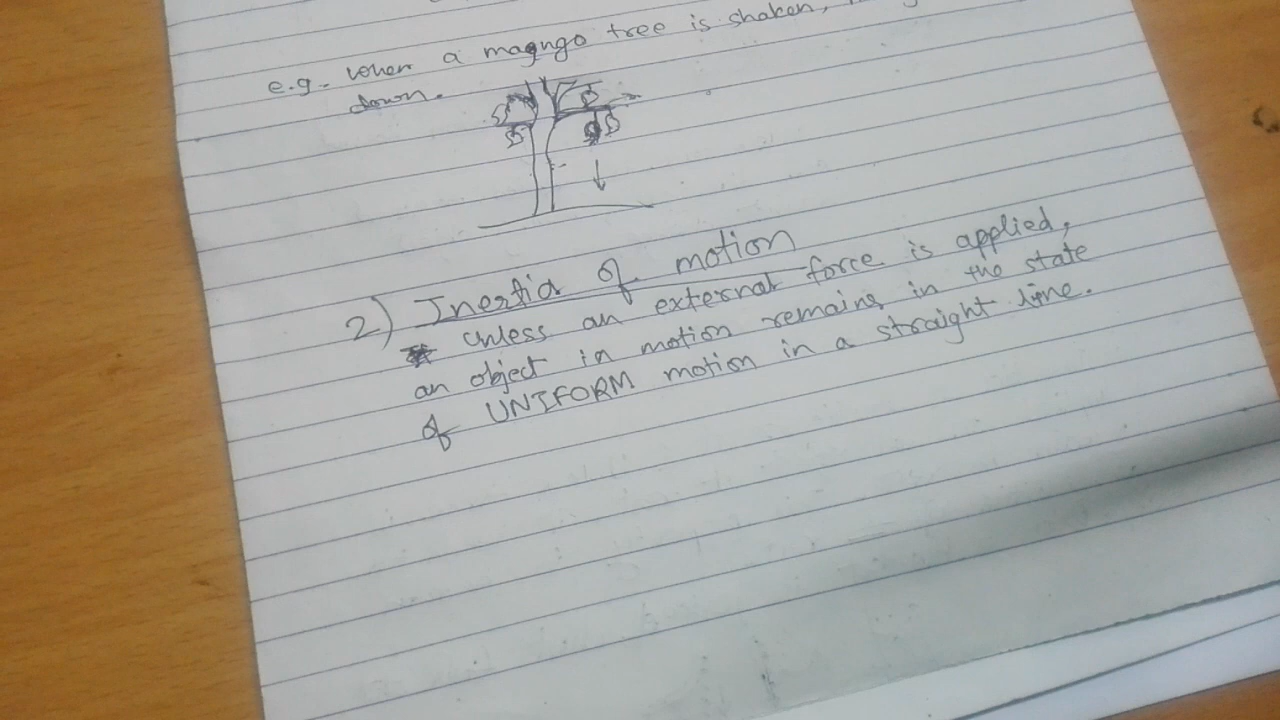 e.g. when a magngo tree is shaken,
down.
2) Inertia of motion
unless an external force is applied,
an object in motion remains in the state
of UNIFORM motion in a straight line.